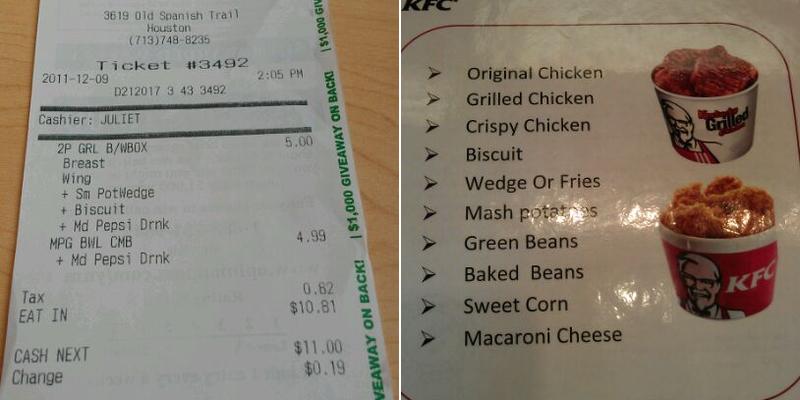 3619 Old Spanish Trail
Houston
(713)748-8235
Ticket #3492
2011-12-09 2:05 PM
D212017 3 43 3492
Cashier: JULIET
2P GRL B/WBOX 5.00
Breast
Wing
+ Sm PotWedge
+ Biscuit
+ Md Pepsi Drnk
MPG BWL CMB 4.99
+ Md Pepsi Drnk
Tax 0.82
EAT IN $10.81
CASH NEXT $11.00
Change $0.19
| $1,000 GIVEAWAY ON BACK!
| $1,000 GIVEAWAY ON BACK!
KFC
Original Chicken
Grilled Chicken
Crispy Chicken
Biscuit
Wedge Or Fries
Mash potatoes
Green Beans
Baked Beans
Sweet Corn
Macaroni Cheese
Kentucky
Grilled
KFC